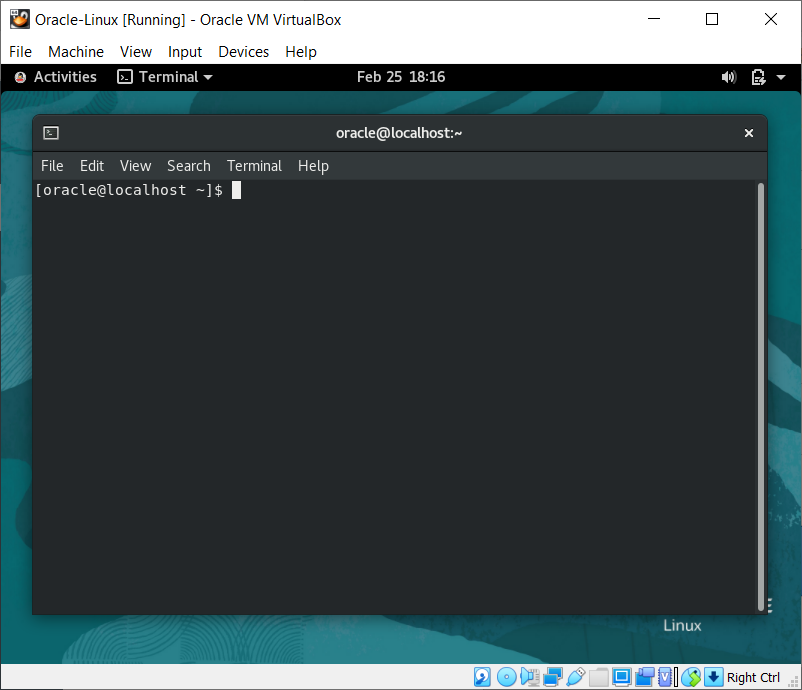 Oracle-Linux [Running] - Oracle VM VirtualBox
File Machine View Input Devices Help
Activities Terminal Feb 25 18:16
oracle@localhost:~
File Edit View Search Terminal Help
[oracle@localhost ~]$
Linux
Right Ctrl